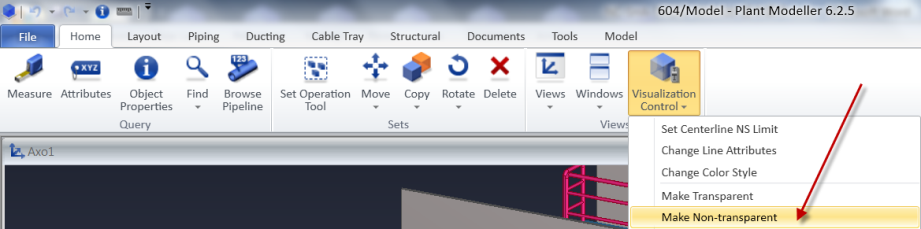 604/Model - Plant Modeller 6.2.5
File Home Layout Piping Ducting Cable Tray Structural Documents Tools Model
XYZ 123
Measure Attributes Object Properties Find Browse Pipeline Set Operation Tool Move Copy Rotate Delete Views Windows Visualization Control
Query Sets Views
Set Centerline NS Limit
Axo1
Change Line Attributes
Change Color Style
Make Transparent
Make Non-transparent